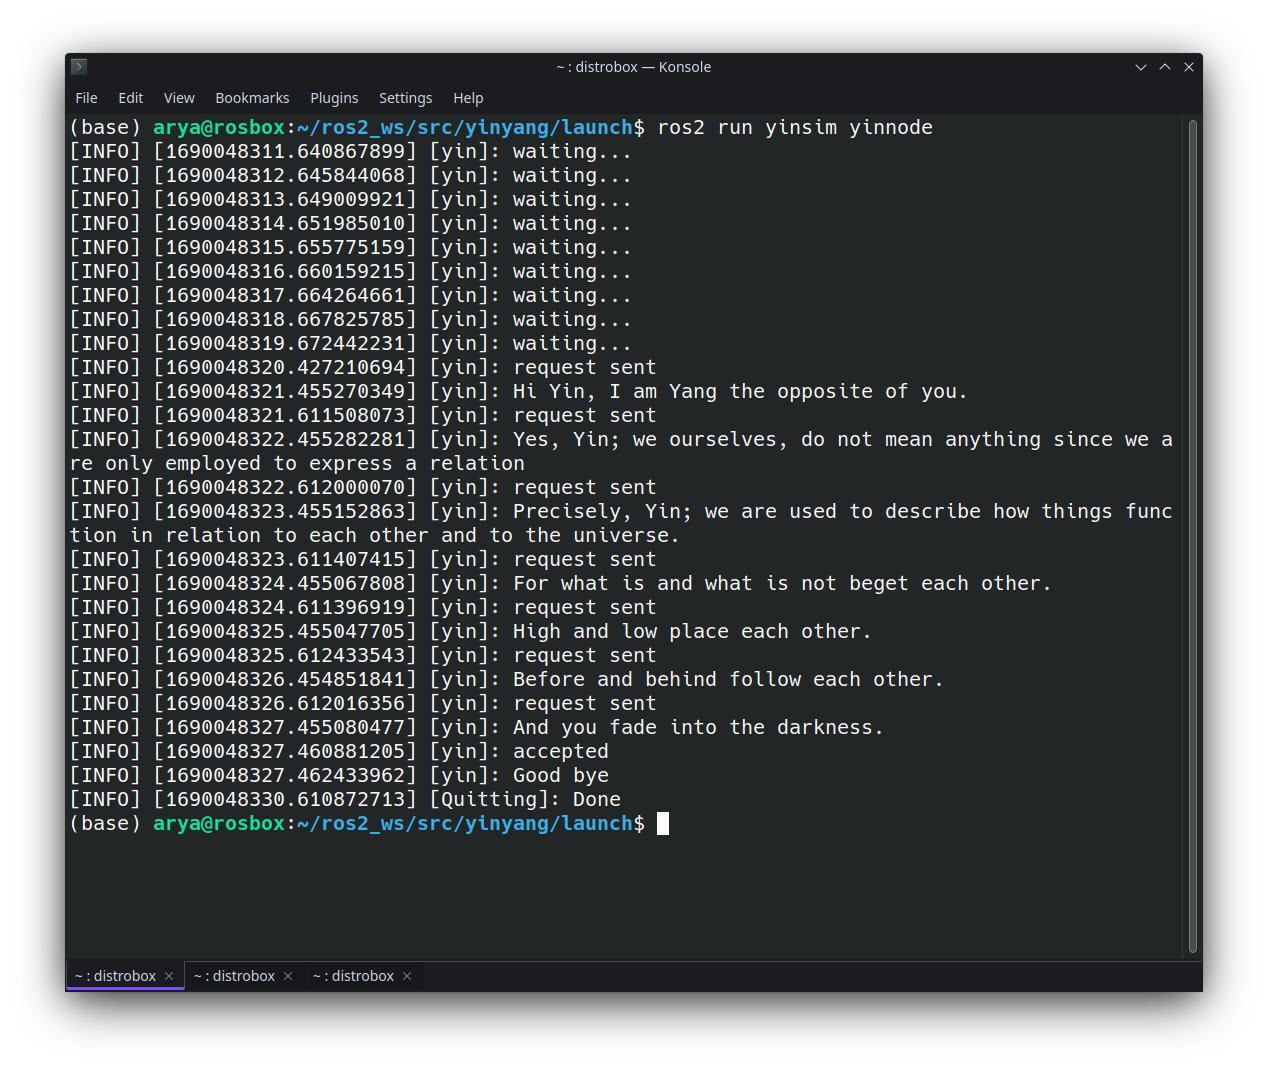 ~ : distrobox — Konsole
File Edit View Bookmarks Plugins Settings Help
(base) arya@rosbox:~/ros2_ws/src/yinyang/launch$ ros2 run yinsim yinnode
[INFO] [1690048311.640867899] [yin]: waiting...
[INFO] [1690048312.645844068] [yin]: waiting...
[INFO] [1690048313.649009921] [yin]: waiting...
[INFO] [1690048314.651985010] [yin]: waiting...
[INFO] [1690048315.655775159] [yin]: waiting...
[INFO] [1690048316.660159215] [yin]: waiting...
[INFO] [1690048317.664264661] [yin]: waiting...
[INFO] [1690048318.667825785] [yin]: waiting...
[INFO] [1690048319.672442231] [yin]: waiting...
[INFO] [1690048320.427210694] [yin]: request sent
[INFO] [1690048321.455270349] [yin]: Hi Yin, I am Yang the opposite of you.
[INFO] [1690048321.611508073] [yin]: request sent
[INFO] [1690048322.455282281] [yin]: Yes, Yin; we ourselves, do not mean anything since we a
re only employed to express a relation
[INFO] [1690048322.612000070] [yin]: request sent
[INFO] [1690048323.455152863] [yin]: Precisely, Yin; we are used to describe how things func
tion in relation to each other and to the universe.
[INFO] [1690048323.611407415] [yin]: request sent
[INFO] [1690048324.455067808] [yin]: For what is and what is not beget each other.
[INFO] [1690048324.611396919] [yin]: request sent
[INFO] [1690048325.455047705] [yin]: High and low place each other.
[INFO] [1690048325.612433543] [yin]: request sent
[INFO] [1690048326.454851841] [yin]: Before and behind follow each other.
[INFO] [1690048326.612016356] [yin]: request sent
[INFO] [1690048327.455080477] [yin]: And you fade into the darkness.
[INFO] [1690048327.460881205] [yin]: accepted
[INFO] [1690048327.462433962] [yin]: Good bye
[INFO] [1690048330.610872713] [Quitting]: Done
(base) arya@rosbox:~/ros2_ws/src/yinyang/launch$
~ : distrobox ~ : distrobox ~ : distrobox